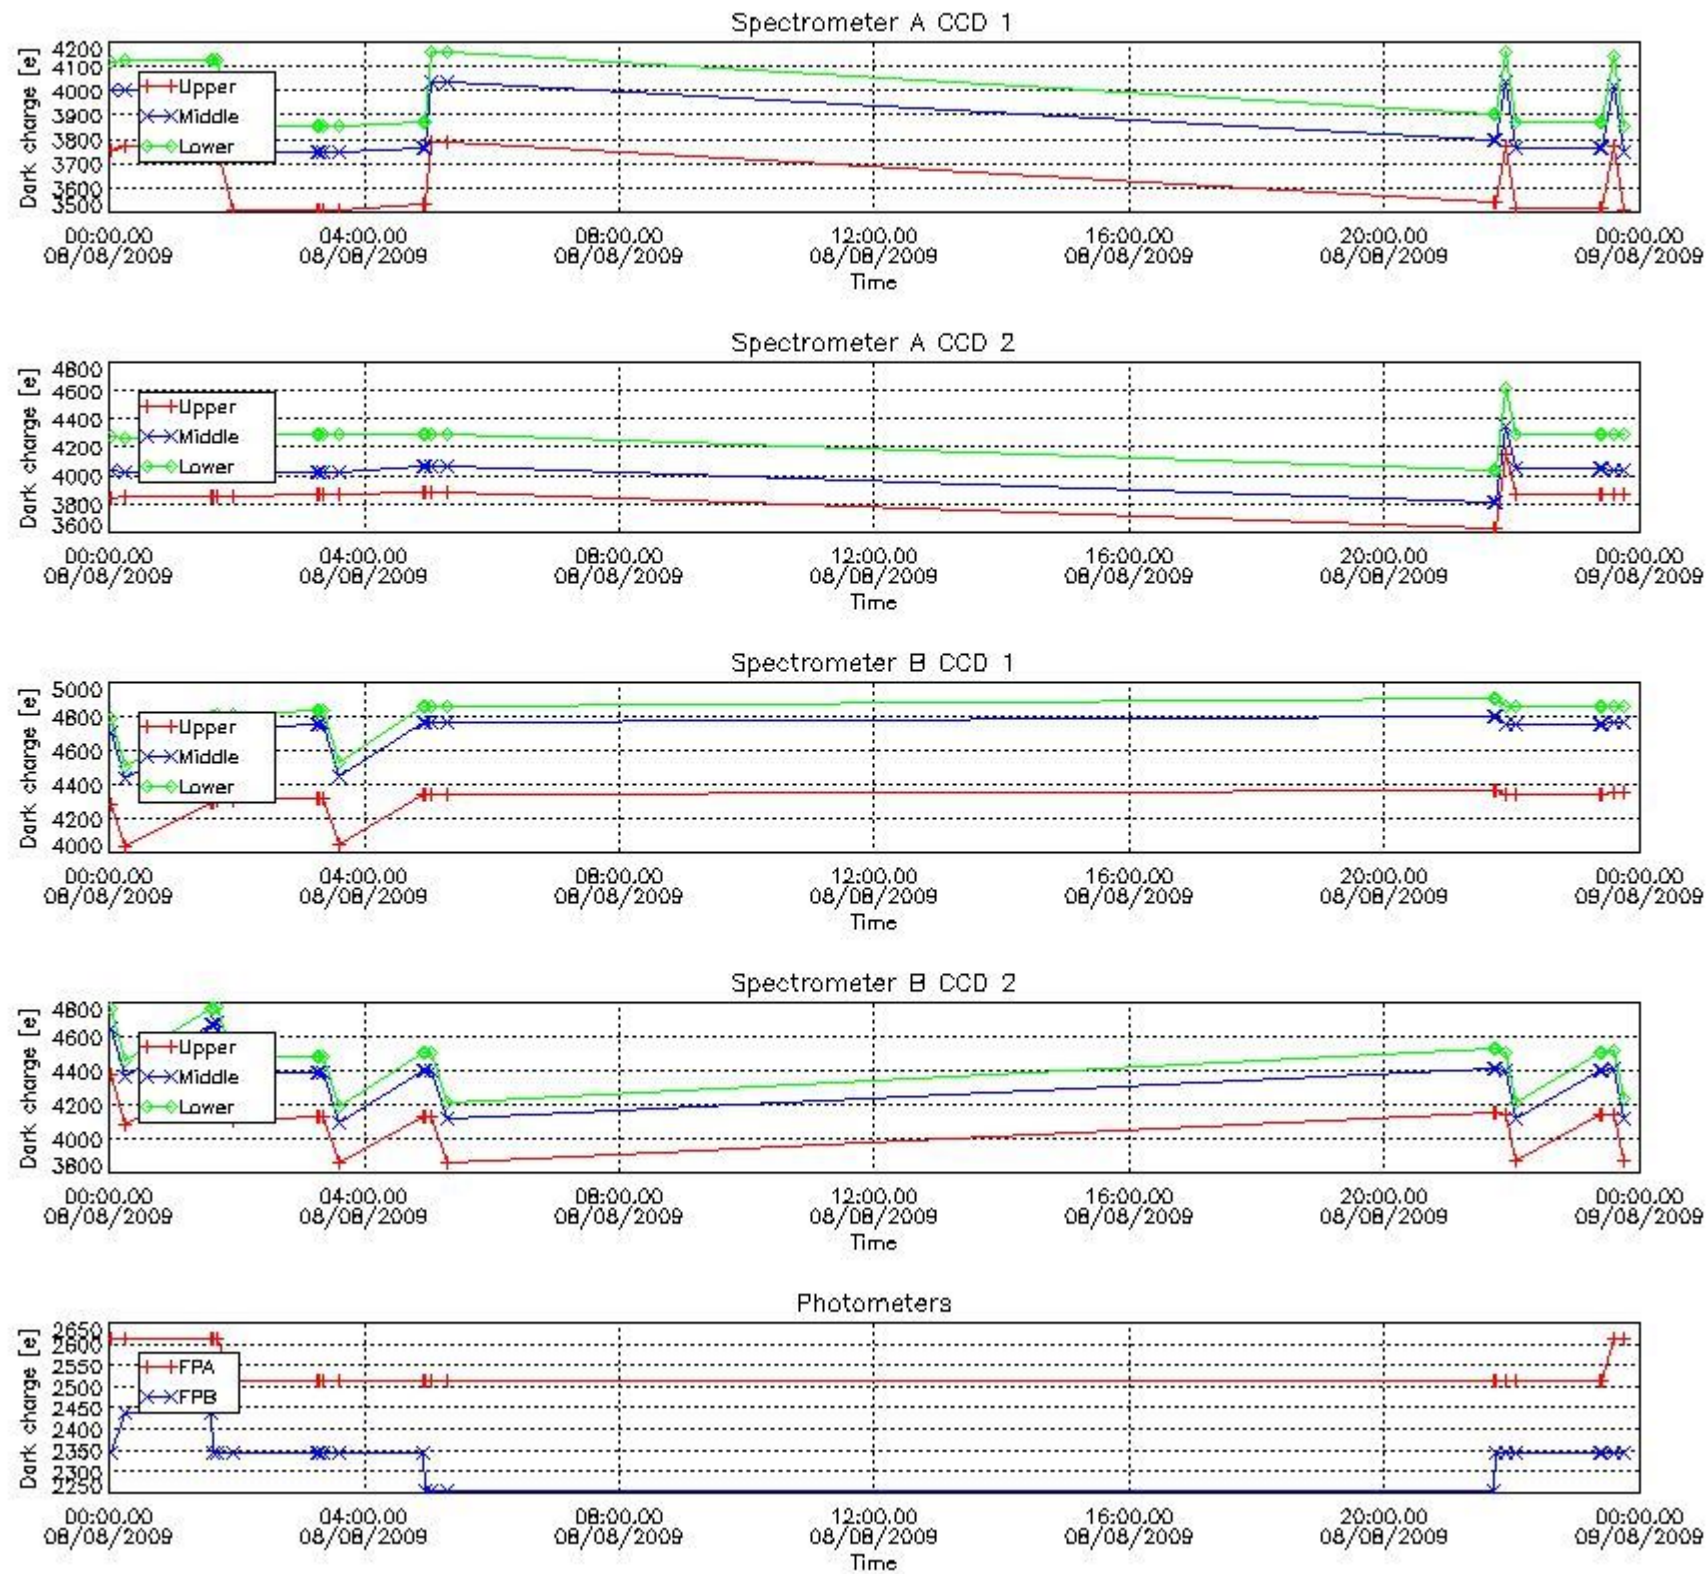 Spectrometer A CCD 1
Dark charge [e]
4200
4100
4000
3900
3800
3700
3600
3500
Upper
Middle
Lower
00:00.00 04:00.00 08:00.00 12:00.00 16:00.00 20:00.00 00:00.00
08/08/2009 08/08/2009 08/08/2009 08/08/2009 08/08/2009 08/08/2009 09/08/2009
Time
Spectrometer A CCD 2
Dark charge [e]
4800
4600
4400
4200
4000
3800
3600
Upper
Middle
Lower
00:00.00 04:00.00 08:00.00 12:00.00 16:00.00 20:00.00 00:00.00
08/08/2009 08/08/2009 08/08/2009 08/08/2009 08/08/2009 08/08/2009 09/08/2009
Time
Spectrometer B CCD 1
Dark charge [e]
5000
4800
4600
4400
4200
4000
Upper
Middle
Lower
00:00.00 04:00.00 08:00.00 12:00.00 16:00.00 20:00.00 00:00.00
08/08/2009 08/08/2009 08/08/2009 08/08/2009 08/08/2009 08/08/2009 09/08/2009
Time
Spectrometer B CCD 2
Dark charge [e]
4800
4600
4400
4200
4000
3800
Upper
Middle
Lower
00:00.00 04:00.00 08:00.00 12:00.00 16:00.00 20:00.00 00:00.00
08/08/2009 08/08/2009 08/08/2009 08/08/2009 08/08/2009 08/08/2009 09/08/2009
Time
Photometers
Dark charge [e]
2650
2600
2550
2500
2450
2400
2350
2300
2250
FPA
FPB
00:00.00 04:00.00 08:00.00 12:00.00 16:00.00 20:00.00 00:00.00
08/08/2009 08/08/2009 08/08/2009 08/08/2009 08/08/2009 08/08/2009 09/08/2009
Time